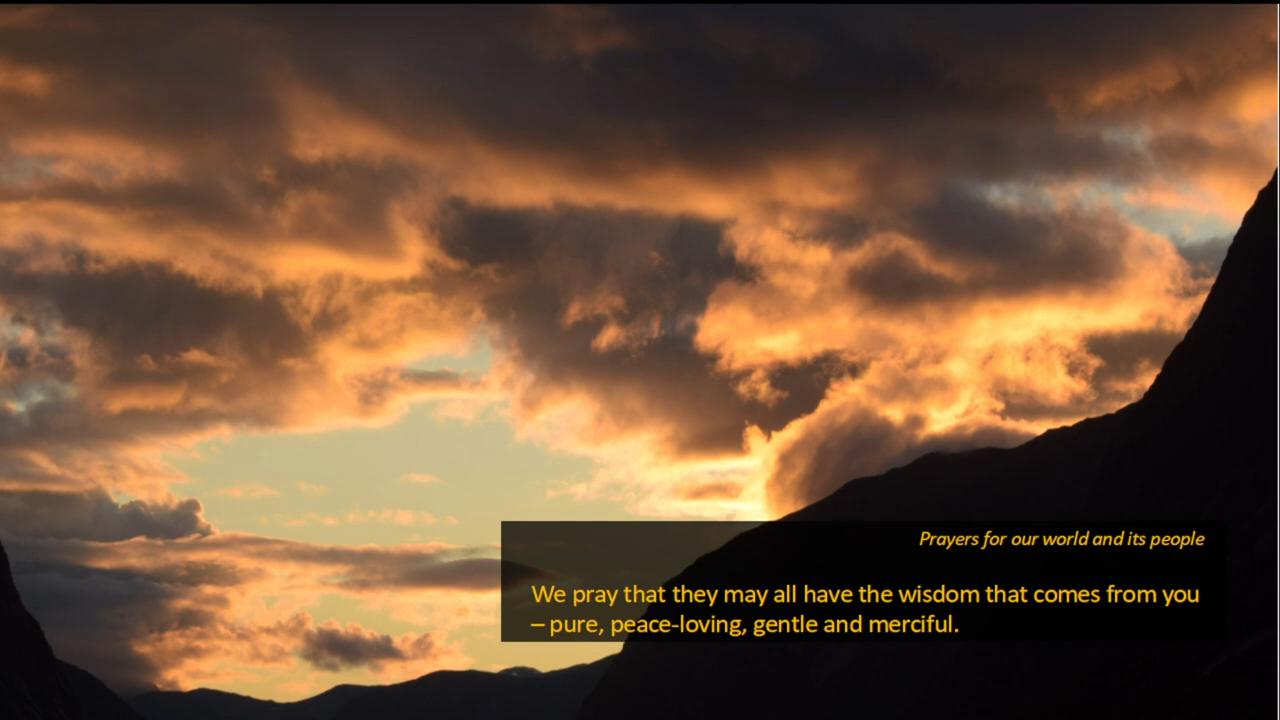 Prayers for our world and its people
We pray that they may all have the wisdom that comes from you
– pure, peace-loving, gentle and merciful.